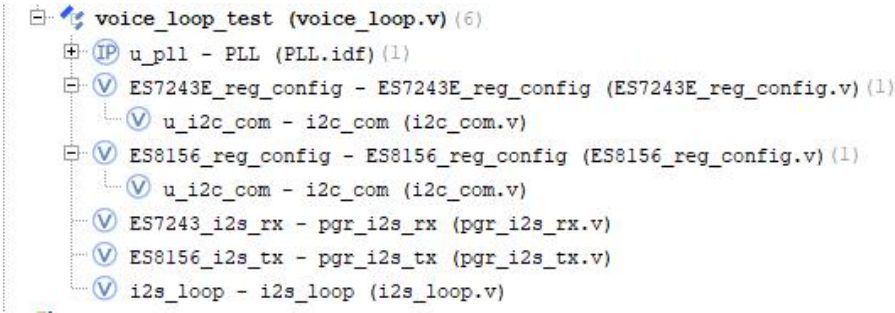 voice_loop_test (voice_loop.v) (6)
IP u_pll - PLL (PLL.idf) (1)
V ES7243E_reg_config - ES7243E_reg_config (ES7243E_reg_config.v) (1)
V u_i2c_com - i2c_com (i2c_com.v)
V ES8156_reg_config - ES8156_reg_config (ES8156_reg_config.v) (1)
V u_i2c_com - i2c_com (i2c_com.v)
V ES7243_i2s_rx - pgr_i2s_rx (pgr_i2s_rx.v)
V ES8156_i2s_tx - pgr_i2s_tx (pgr_i2s_tx.v)
V i2s_loop - i2s_loop (i2s_loop.v)